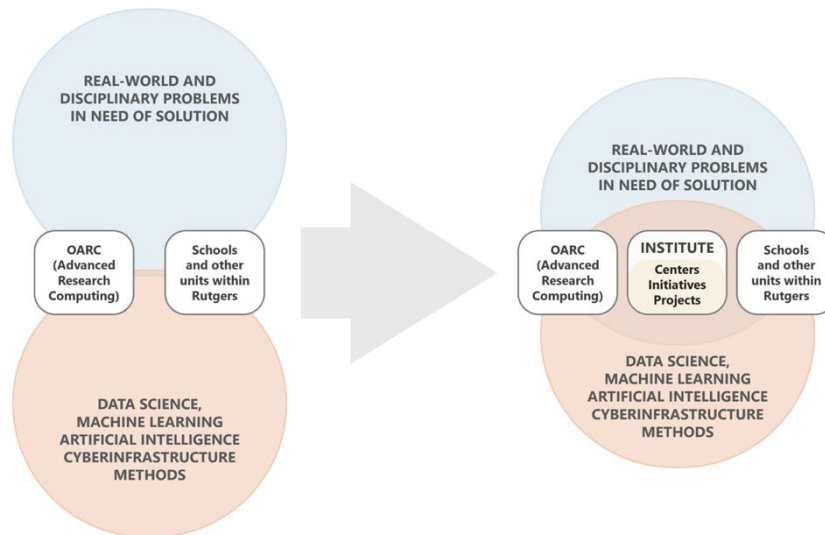 REAL-WORLD AND
DISCIPLINARY PROBLEMS
IN NEED OF SOLUTION
OARC
(Advanced
Research
Computing)
Schools
and other
units within
Rutgers
DATA SCIENCE,
MACHINE LEARNING
ARTIFICIAL INTELLIGENCE
CYBERINFRASTRUCTURE
METHODS
REAL-WORLD AND
DISCIPLINARY PROBLEMS
IN NEED OF SOLUTION
OARC
(Advanced
Research
Computing)
INSTITUTE
Centers
Initiatives
Projects
Schools
and other
units within
Rutgers
DATA SCIENCE,
MACHINE LEARNING
ARTIFICIAL INTELLIGENCE
CYBERINFRASTRUCTURE
METHODS